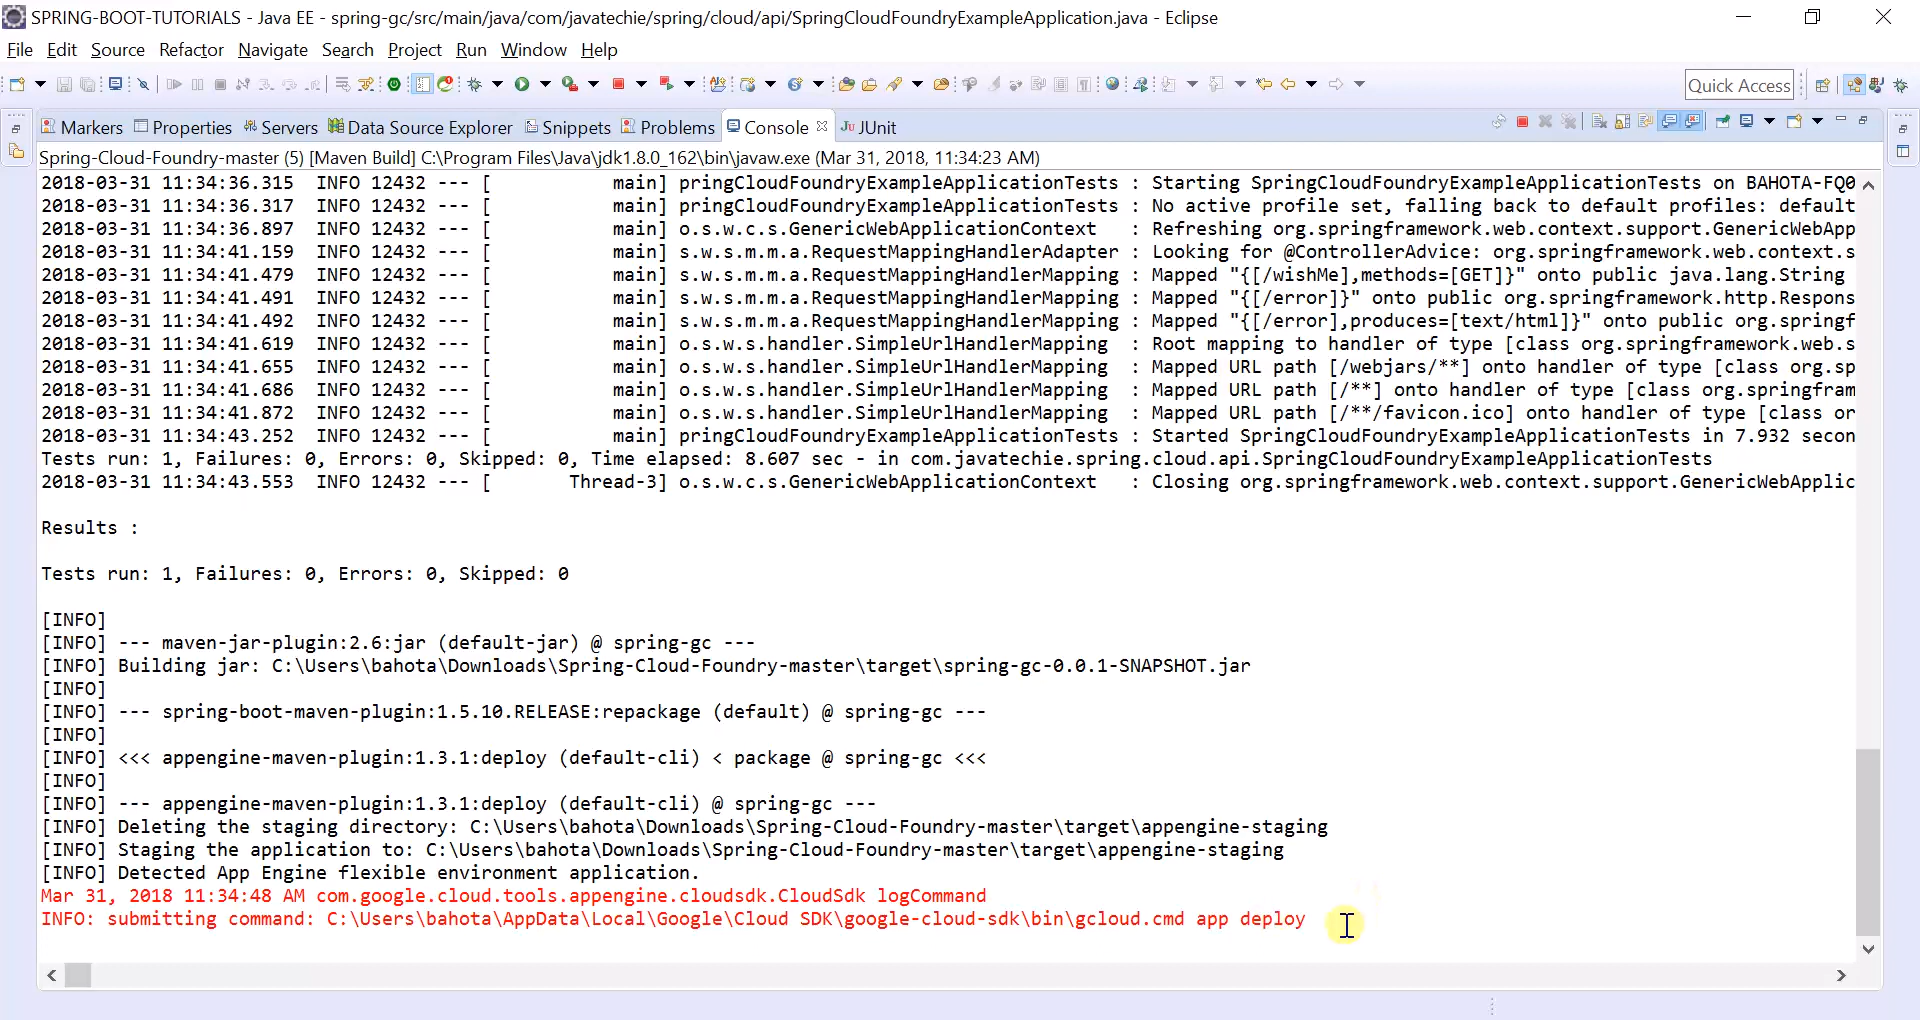 SPRING-BOOT-TUTORIALS - Java EE - spring-gc/src/main/java/com/javatechie/spring/cloud/api/SpringCloudFoundryExampleApplication.java - Eclipse
File Edit Source Refactor Navigate Search Project Run Window Help
Quick Access
Markers Properties Servers Data Source Explorer Snippets Problems Console JUnit
Spring-Cloud-Foundry-master (5) [Maven Build] C:\Program Files\Java\jdk1.8.0_162\bin\javaw.exe (Mar 31, 2018, 11:34:23 AM)
2018-03-31 11:34:36.315  INFO 12432 --- [           main] pringCloudFoundryExampleApplicationTests : Starting SpringCloudFoundryExampleApplicationTests on BAHOTA-FQ0
2018-03-31 11:34:36.317  INFO 12432 --- [           main] pringCloudFoundryExampleApplicationTests : No active profile set, falling back to default profiles: default
2018-03-31 11:34:36.897  INFO 12432 --- [           main] o.s.w.c.s.GenericWebApplicationContext   : Refreshing org.springframework.web.context.support.GenericWebApp
2018-03-31 11:34:41.159  INFO 12432 --- [           main] s.w.s.m.m.a.RequestMappingHandlerAdapter : Looking for @ControllerAdvice: org.springframework.web.context.s
2018-03-31 11:34:41.479  INFO 12432 --- [           main] s.w.s.m.m.a.RequestMappingHandlerMapping : Mapped "{[/wishMe],methods=[GET]}" onto public java.lang.String
2018-03-31 11:34:41.491  INFO 12432 --- [           main] s.w.s.m.m.a.RequestMappingHandlerMapping : Mapped "{[/error]}" onto public org.springframework.http.Respons
2018-03-31 11:34:41.492  INFO 12432 --- [           main] s.w.s.m.m.a.RequestMappingHandlerMapping : Mapped "{[/error],produces=[text/html]}" onto public org.springf
2018-03-31 11:34:41.619  INFO 12432 --- [           main] o.s.w.s.handler.SimpleUrlHandlerMapping  : Root mapping to handler of type [class org.springframework.web.s
2018-03-31 11:34:41.655  INFO 12432 --- [           main] o.s.w.s.handler.SimpleUrlHandlerMapping  : Mapped URL path [/webjars/**] onto handler of type [class org.sp
2018-03-31 11:34:41.686  INFO 12432 --- [           main] o.s.w.s.handler.SimpleUrlHandlerMapping  : Mapped URL path [/**] onto handler of type [class org.springfram
2018-03-31 11:34:41.872  INFO 12432 --- [           main] o.s.w.s.handler.SimpleUrlHandlerMapping  : Mapped URL path [/**/favicon.ico] onto handler of type [class or
2018-03-31 11:34:43.252  INFO 12432 --- [           main] pringCloudFoundryExampleApplicationTests : Started SpringCloudFoundryExampleApplicationTests in 7.932 secon
Tests run: 1, Failures: 0, Errors: 0, Skipped: 0, Time elapsed: 8.607 sec - in com.javatechie.spring.cloud.api.SpringCloudFoundryExampleApplicationTests
2018-03-31 11:34:43.553  INFO 12432 --- [       Thread-3] o.s.w.c.s.GenericWebApplicationContext   : Closing org.springframework.web.context.support.GenericWebApplic
Results :
Tests run: 1, Failures: 0, Errors: 0, Skipped: 0
[INFO]
[INFO] --- maven-jar-plugin:2.6:jar (default-jar) @ spring-gc ---
[INFO] Building jar: C:\Users\bahota\Downloads\Spring-Cloud-Foundry-master\target\spring-gc-0.0.1-SNAPSHOT.jar
[INFO]
[INFO] --- spring-boot-maven-plugin:1.5.10.RELEASE:repackage (default) @ spring-gc ---
[INFO]
[INFO] <<< appengine-maven-plugin:1.3.1:deploy (default-cli) < package @ spring-gc <<<
[INFO]
[INFO] --- appengine-maven-plugin:1.3.1:deploy (default-cli) @ spring-gc ---
[INFO] Deleting the staging directory: C:\Users\bahota\Downloads\Spring-Cloud-Foundry-master\target\appengine-staging
[INFO] Staging the application to: C:\Users\bahota\Downloads\Spring-Cloud-Foundry-master\target\appengine-staging
[INFO] Detected App Engine flexible environment application.
Mar 31, 2018 11:34:48 AM com.google.cloud.tools.appengine.cloudsdk.CloudSdk logCommand
INFO: submitting command: C:\Users\bahota\AppData\Local\Google\Cloud SDK\google-cloud-sdk\bin\gcloud.cmd app deploy